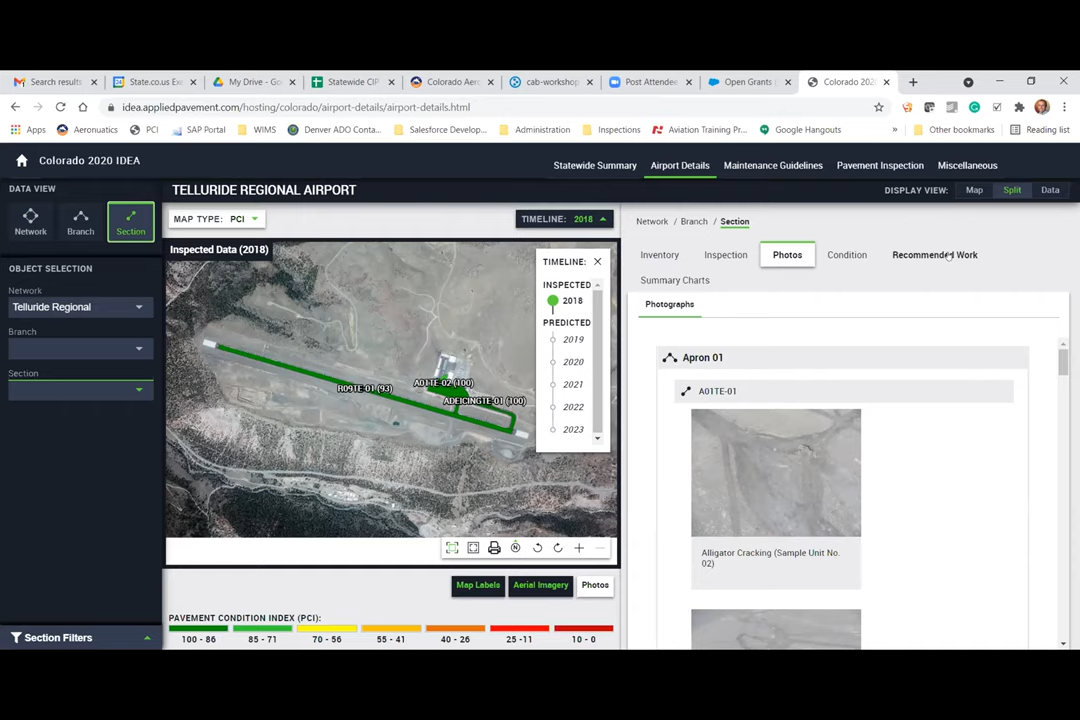 Search results
State.co.us Exe
My Drive - Go
Statewide CIP
Colorado Aero
cab-workshop
Post Attendee
Open Grants (
Colorado 202
idea.appliedpavement.com/hosting/colorado/airport-details/airport-details.html
Apps
Aeronuatics
PCI
SAP Portal
WIMS
Denver ADO Conta...
Salesforce Develop...
Administration
Inspections
Aviation Training Pr...
Google Hangouts
»
Other bookmarks
Reading list
Colorado 2020 IDEA
Statewide Summary
Airport Details
Maintenance Guidelines
Pavement Inspection
Miscellaneous
DATA VIEW
TELLURIDE REGIONAL AIRPORT
DISPLAY VIEW:
Map
Split
Data
Network
Branch
Section
MAP TYPE: PCI
TIMELINE: 2018
Network / Branch / Section
Inspected Data (2018)
Inventory
Inspection
Photos
Condition
Recommended Work
Summary Charts
OBJECT SELECTION
Network
Telluride Regional
Branch
Section
TIMELINE:
INSPECTED
2018
PREDICTED
2019
2020
2021
2022
2023
Photographs
Apron 01
A01TE-01
R09TE-01 (93)
A01TE-02 (100)
ADEICINGTE-01 (100)
Alligator Cracking (Sample Unit No.
02)
N
Map Labels
Aerial Imagery
Photos
PAVEMENT CONDITION INDEX (PCI):
100 - 86
85 - 71
70 - 56
55 - 41
40 - 26
25 -11
10 - 0
Section Filters